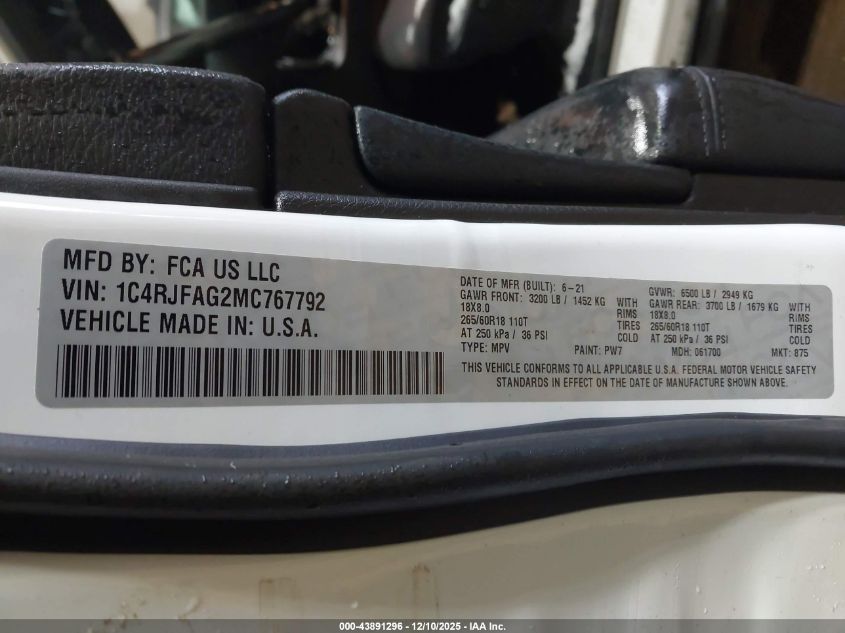 MFD BY: FCA US LLC
VIN: 1C4RJFAG2MC767792
VEHICLE MADE IN: U.S.A.
DATE OF MFR (BUILT): 6-21
GVWR: 6500 LB / 2949 KG
GAWR FRONT: 3200 LB / 1452 KG WITH
GAWR REAR: 3700 LB / 1679 KG WITH
18X8.0 RIMS
18X8.0 RIMS
265/60R18 110T TIRES
265/60R18 110T TIRES
AT 250 kPa / 36 PSI COLD
AT 250 kPa / 36 PSI COLD
TYPE: MPV PAINT: PW7 MDH: 061700 MKT: 875
THIS VEHICLE CONFORMS TO ALL APPLICABLE U.S.A. FEDERAL MOTOR VEHICLE SAFETY
STANDARDS IN EFFECT ON THE DATE OF MANUFACTURE SHOWN ABOVE.
000-43891296 - 12/10/2025 - IAA Inc.